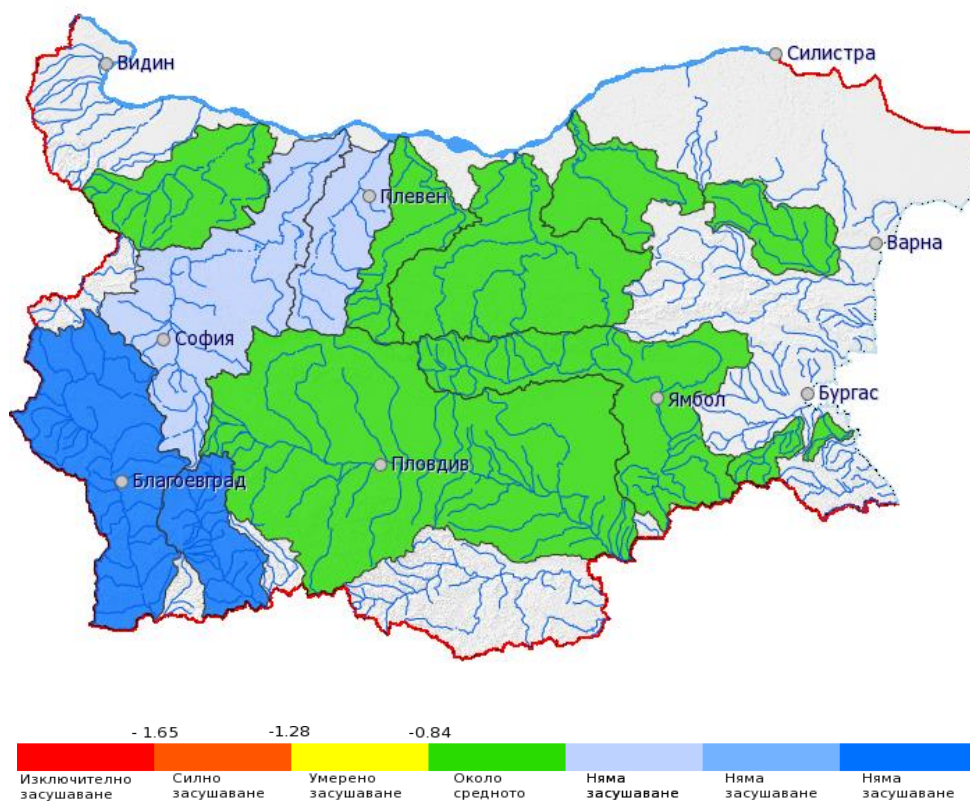 Силистра
Видин
Плевен
Варна
София
Ямбол
Бургас
Пловдив
Благоевград
- 1.65 -1.28 -0.84
Изключително засушаване
Силно засушаване
Умерено засушаване
Около средното
Няма засушаване
Няма засушаване
Няма засушаване